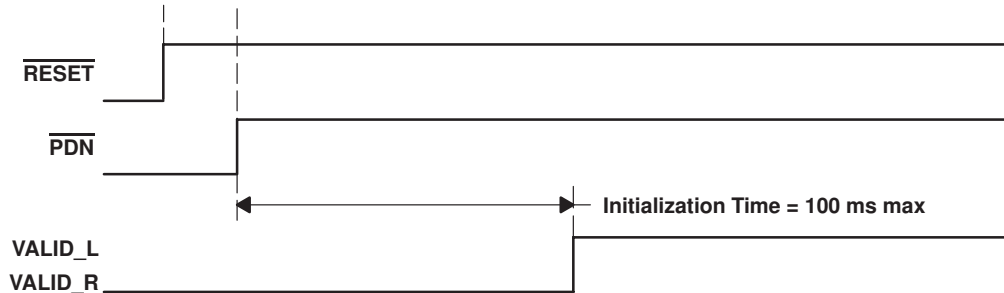 RESET
PDN
Initialization Time = 100 ms max
VALID_L
VALID_R